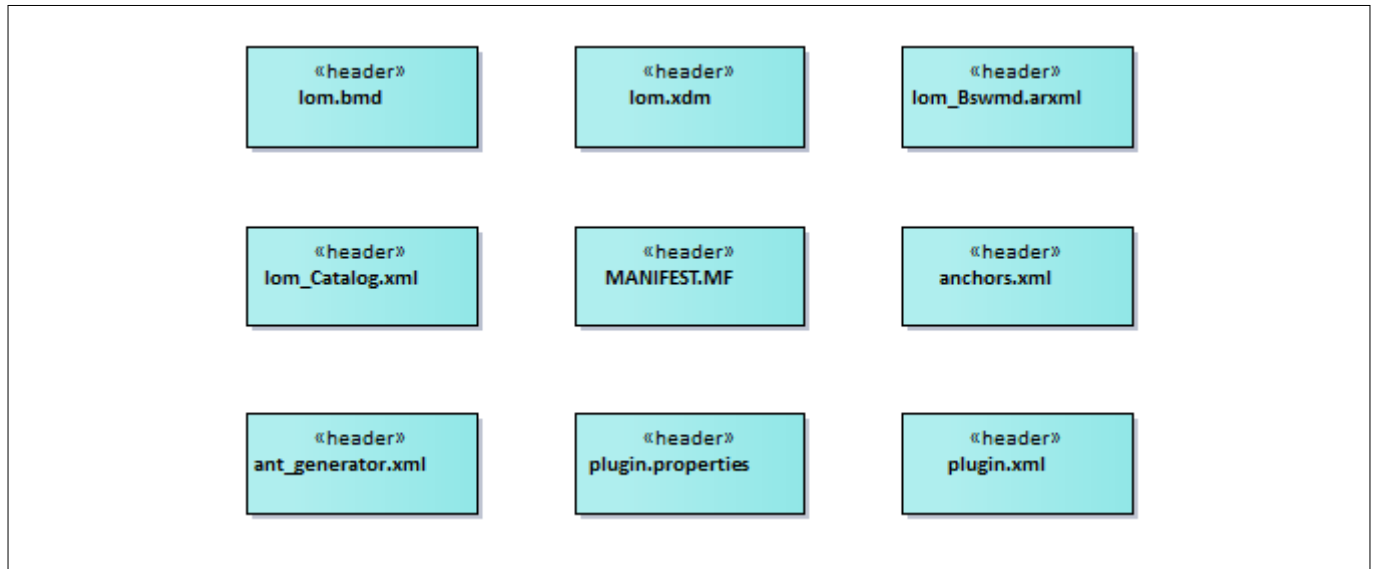 «header»
Iom.bmd
«header»
Iom.xdm
«header»
Iom_Bswmd.arxml
«header»
Iom_Catalog.xml
«header»
MANIFEST.MF
«header»
anchors.xml
«header»
ant_generator.xml
«header»
plugin.properties
«header»
plugin.xml